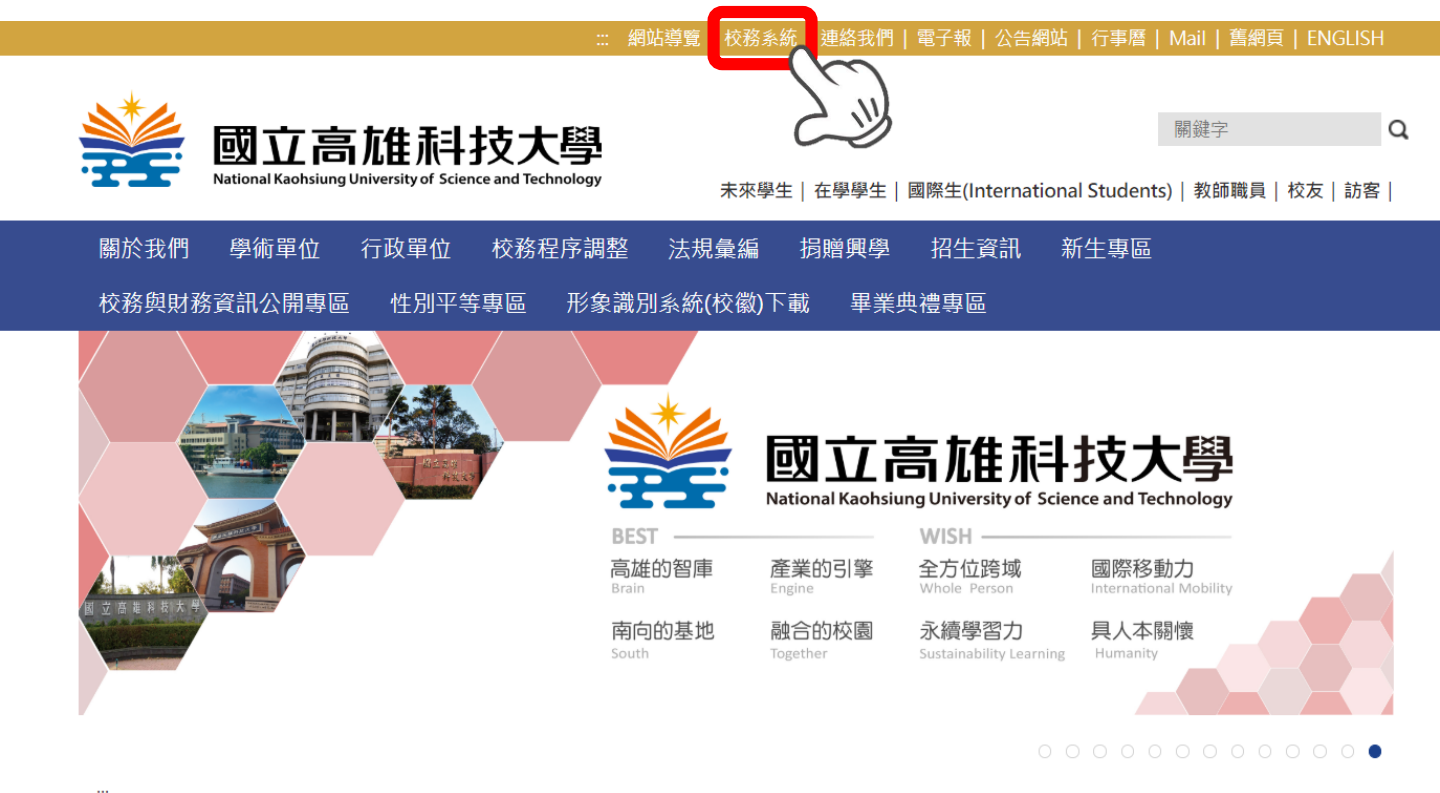 ::: 網站導覽 校務系統 連絡我們 | 電子報 | 公告網站 | 行事曆 | Mail | 舊網頁 | ENGLISH
國立高雄科技大學
National Kaohsiung University of Science and Technology
關鍵字
未來學生 | 在學學生 | 國際生(International Students) | 教師職員 | 校友 | 訪客 |
關於我們 學術單位 行政單位 校務程序調整 法規彙編 捐贈興學 招生資訊 新生專區
校務與財務資訊公開專區 性別平等專區 形象識別系統(校徽)下載 畢業典禮專區
國立高雄科技大學
National Kaohsiung University of Science and Technology
BEST WISH
高雄的智庫 產業的引擎 全方位跨域 國際移動力
Brain Engine Whole Person International Mobility
南向的基地 融合的校園 永續學習力 具人本關懷
South Together Sustainability Learning Humanity
國立高雄科技大學
:::